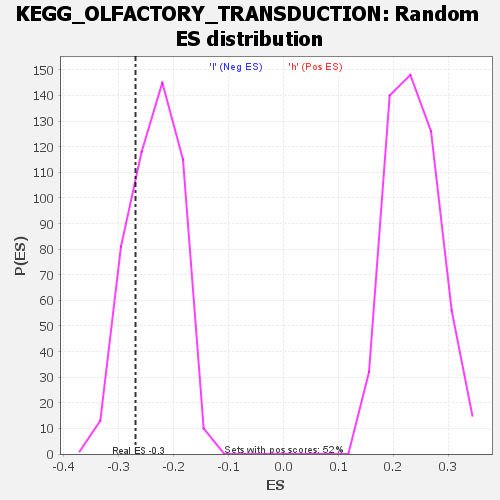 KEGG_OLFACTORY_TRANSDUCTION: Random
ES distribution
'l' (Neg ES) 'h' (Pos ES)
150
140
130
120
110
100
90
80
70
60
50
40
30
20
10
0
P(ES)
Real ES -0.3 Sets with pos scores: 52%
-0.4 -0.3 -0.2 -0.1 0.0 0.1 0.2 0.3
ES